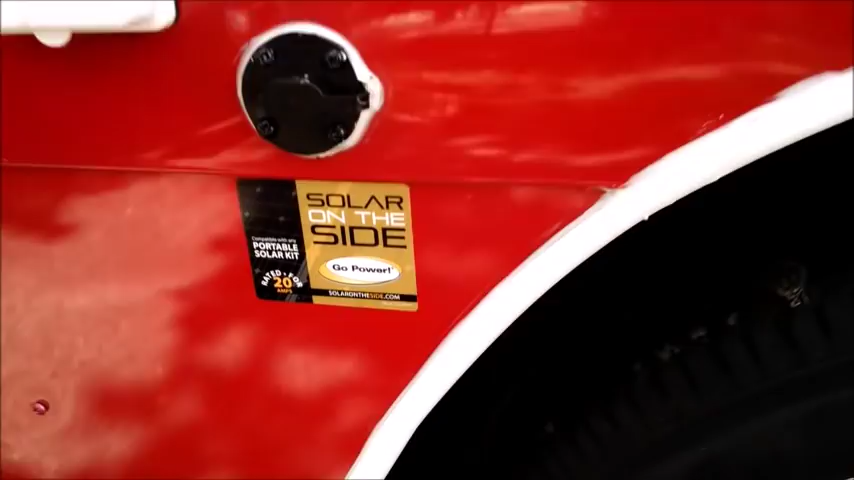 SOLAR
ON THE
SIDE
Compatible with any
PORTABLE
SOLAR KIT
Go Power!
RATED FOR
20
AMPS
SOLARONTHESIDE.COM